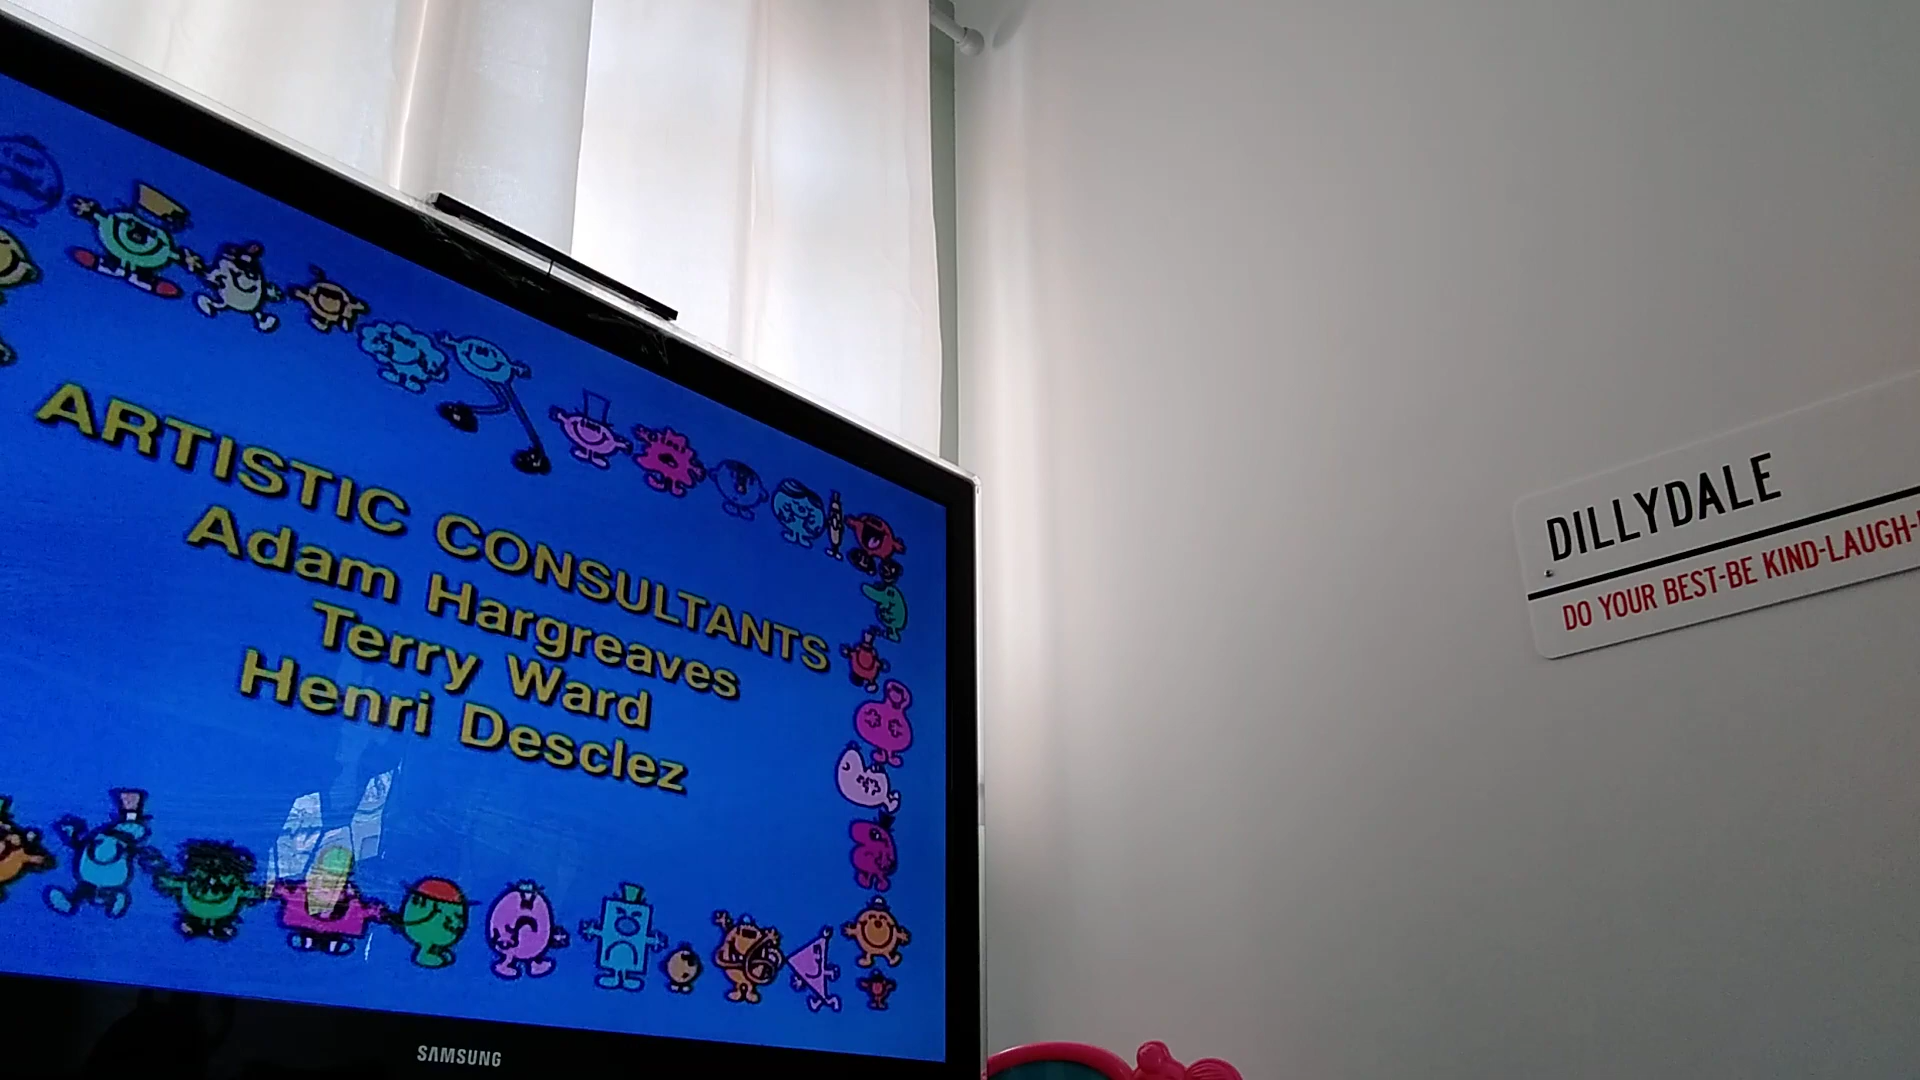 ARTISTIC CONSULTANTS
Adam Hargreaves
Terry Ward
Henri Desclez
SAMSUNG
DILLYDALE
DO YOUR BEST-BE KIND-LAUGH-